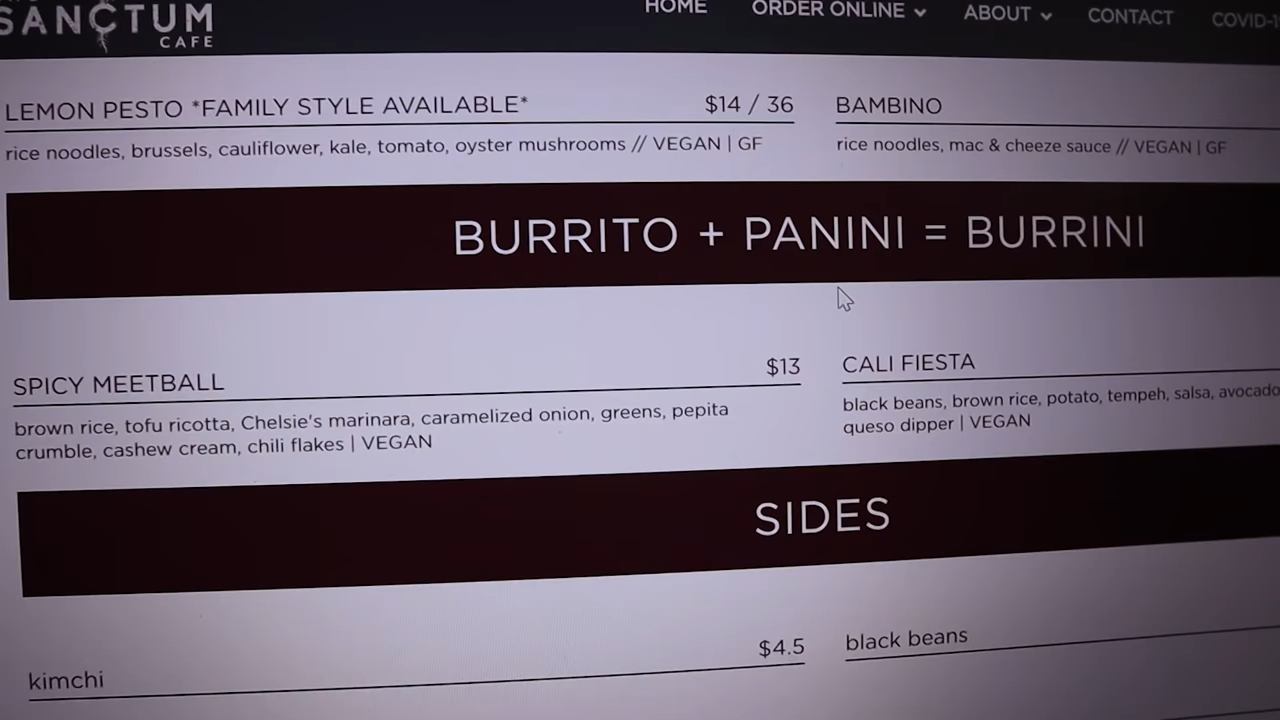 SANCTUM
CAFE
HOME ORDER ONLINE ABOUT CONTACT COVID-1
LEMON PESTO *FAMILY STYLE AVAILABLE* $14 / 36
rice noodles, brussels, cauliflower, kale, tomato, oyster mushrooms // VEGAN | GF
BAMBINO
rice noodles, mac & cheeze sauce // VEGAN | GF
BURRITO + PANINI = BURRINI
SPICY MEETBALL $13
brown rice, tofu ricotta, Chelsie's marinara, caramelized onion, greens, pepita
crumble, cashew cream, chili flakes | VEGAN
CALI FIESTA
black beans, brown rice, potato, tempeh, salsa, avocado
queso dipper | VEGAN
SIDES
kimchi $4.5
black beans